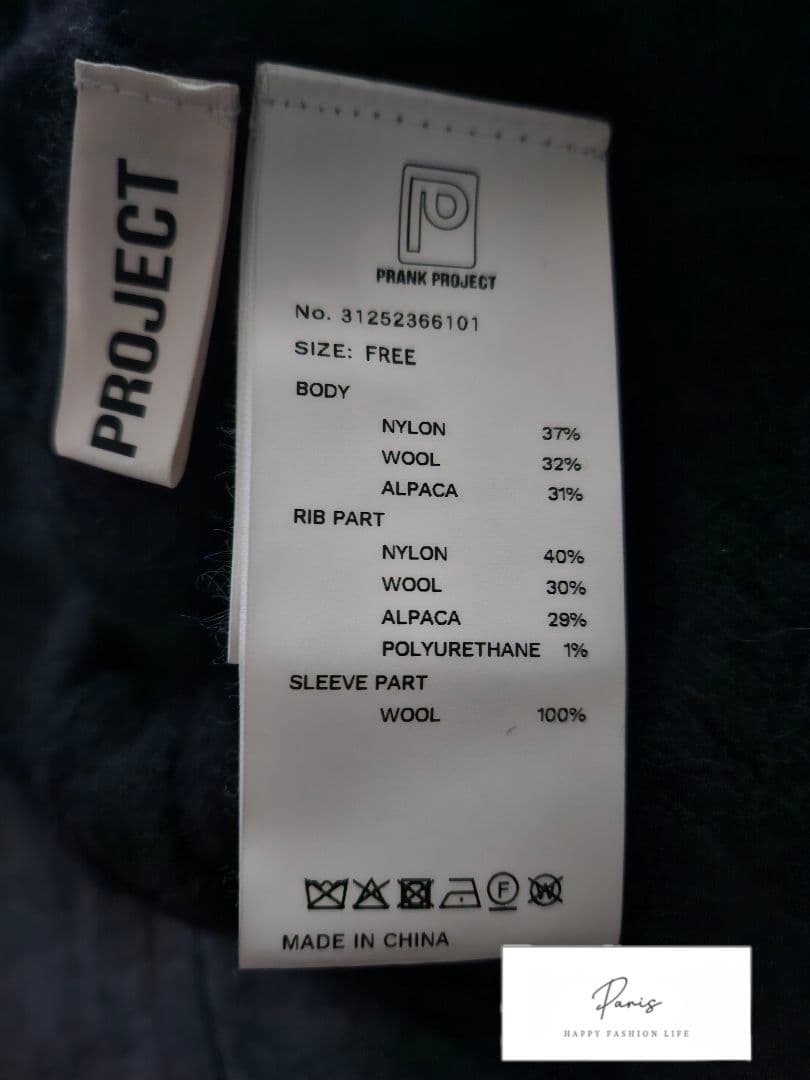 PROJECT
P
PRANK PROJECT
No. 31252366101
SIZE: FREE
BODY
NYLON 37%
WOOL 32%
ALPACA 31%
RIB PART
NYLON 40%
WOOL 30%
ALPACA 29%
POLYURETHANE 1%
SLEEVE PART
WOOL 100%
F W
MADE IN CHINA
Paris
HAPPY FASHION LIFE